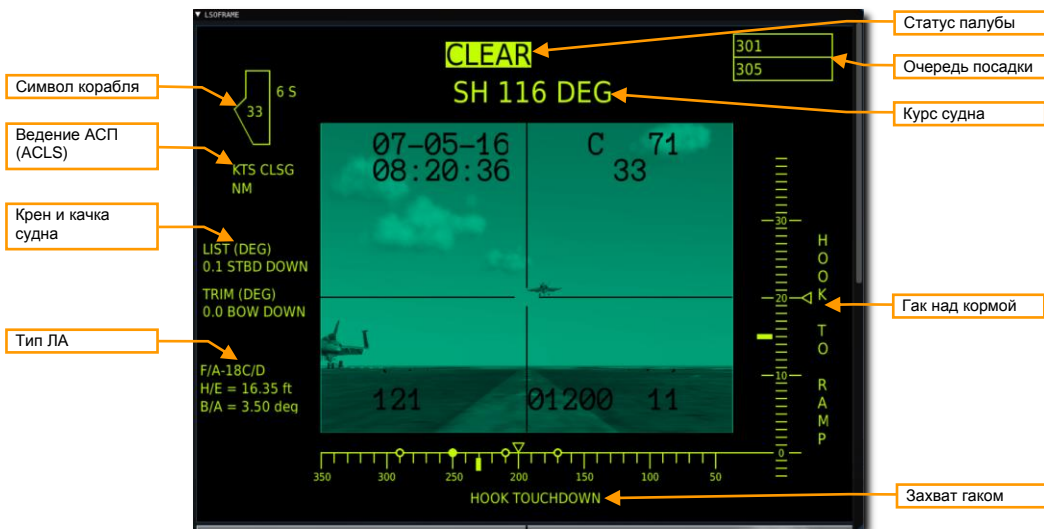 LSOFRAME
Статус палубы
CLEAR
301
305
Очередь посадки
Символ корабля
6 S
33
SH 116 DEG
Курс судна
Ведение АСП
(ACLS)
KTS CLSG
NM
07-05-16
08:20:36
C 71
33
Крен и качка
судна
LIST (DEG)
0.1 STBD DOWN
TRIM (DEG)
0.0 BOW DOWN
30
20
10
0
HOOK TO RAMP
Гак над кормой
Тип ЛА
F/A-18C/D
H/E = 16.35 ft
B/A = 3.50 deg
121
01200 11
350 300 250 200 150 100 50
HOOK TOUCHDOWN
Захват гаком